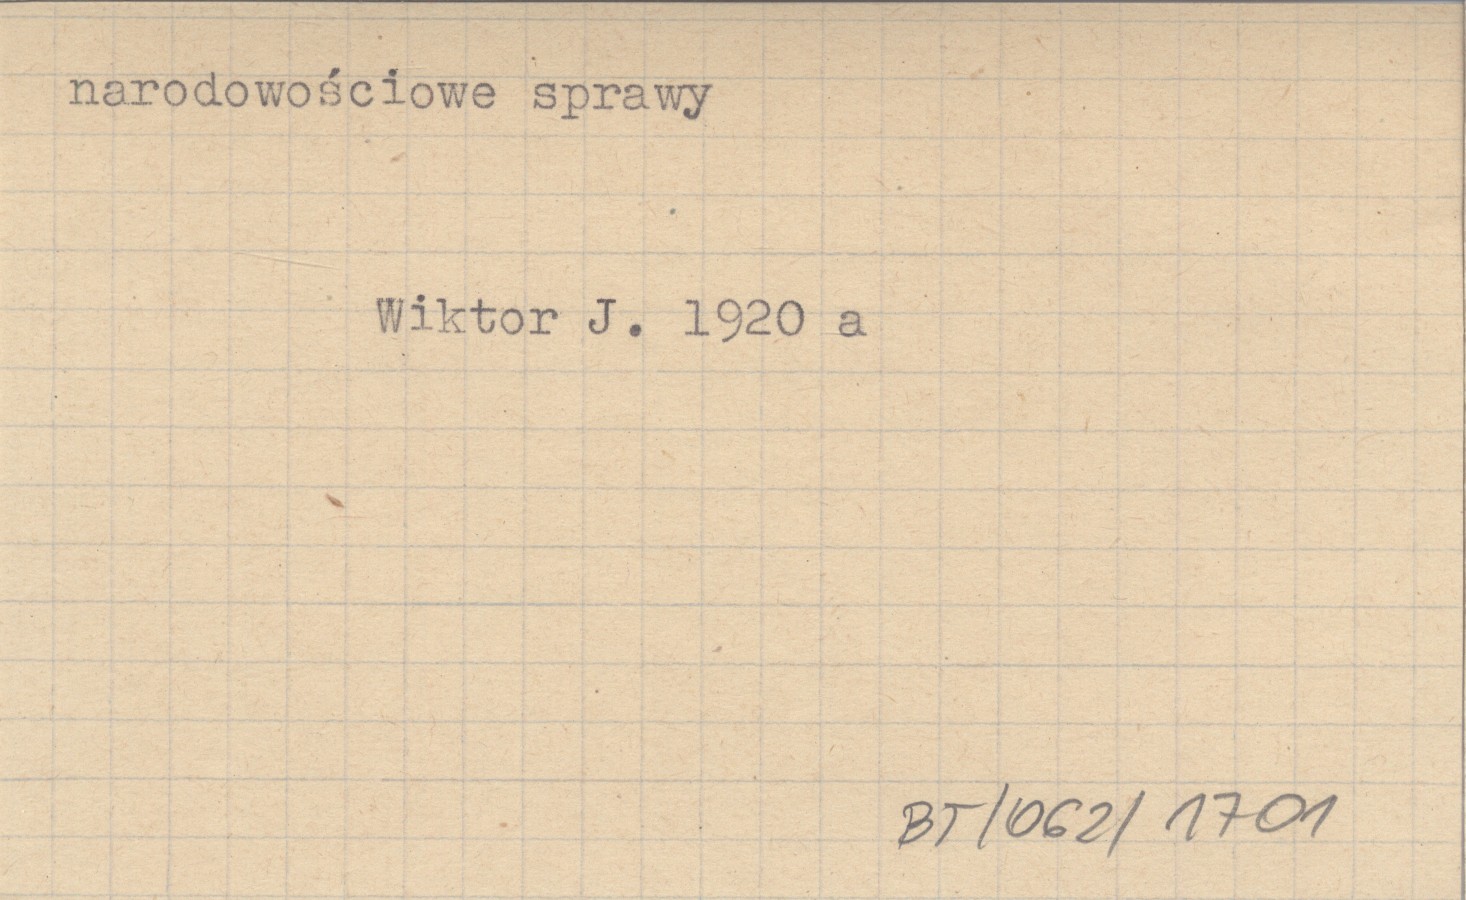 narodowościowe sprawy
Wiktor J. 1920 a
BT/062/1701